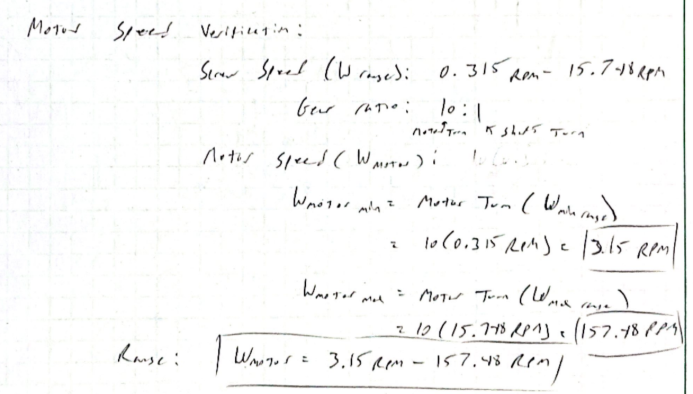 Motor Speed Verification:
Screw Speed (W range): 0.315 RPM - 15.748 RPM
Gear ratio: 10:1
motor Turn shaft Turn
Motor Speed (W motor):
W motor min = Motor Turn (W min range)
= 10(0.315 RPM) = 3.15 RPM
W motor max = Motor Turn (W max range)
= 10 (15.748 RPM) = 157.48 RPM
Range: W motor = 3.15 RPM - 157.48 RPM